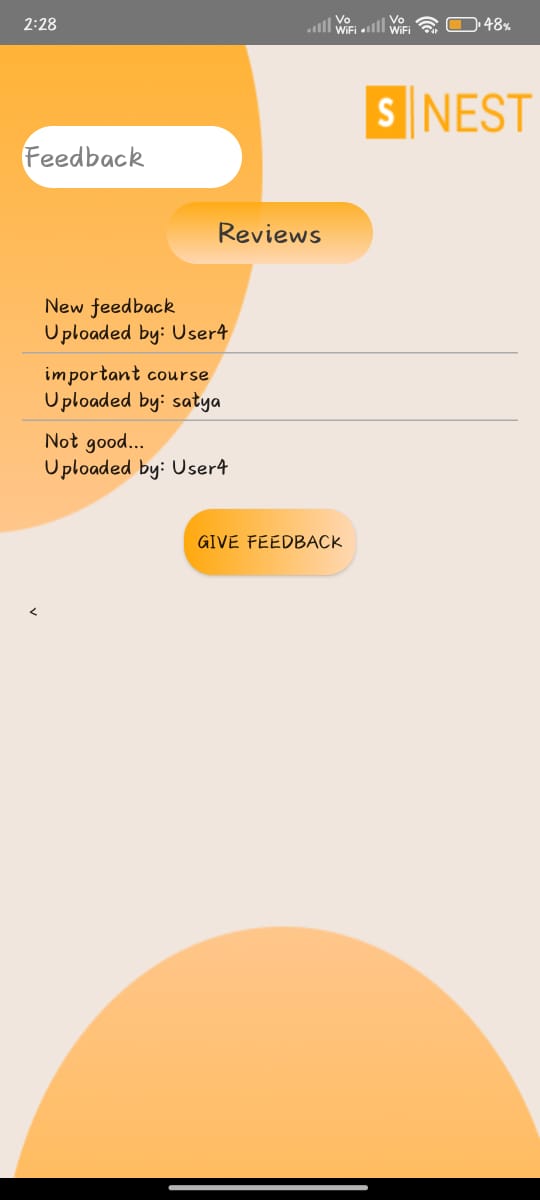 2:28
Vo
WiFi
Vo
WiFi
48%
S NEST
Feedback
Reviews
New feedback
Uploaded by: User4
important course
Uploaded by: satya
Not good...
Uploaded by: User4
GIVE FEEDBACK
<